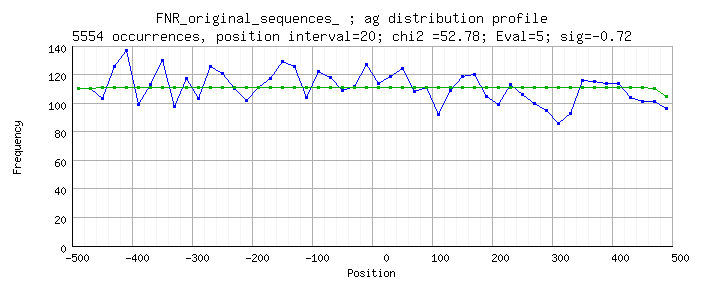 FNR_original_sequences_ ; ag distribution profile
5554 occurrences, position interval=20; chi2 =52.78; Eval=5; sig=-0.72
140
120
100
80
60
40
20
0
Frequency
-500 -400 -300 -200 -100 0 100 200 300 400 500
Position